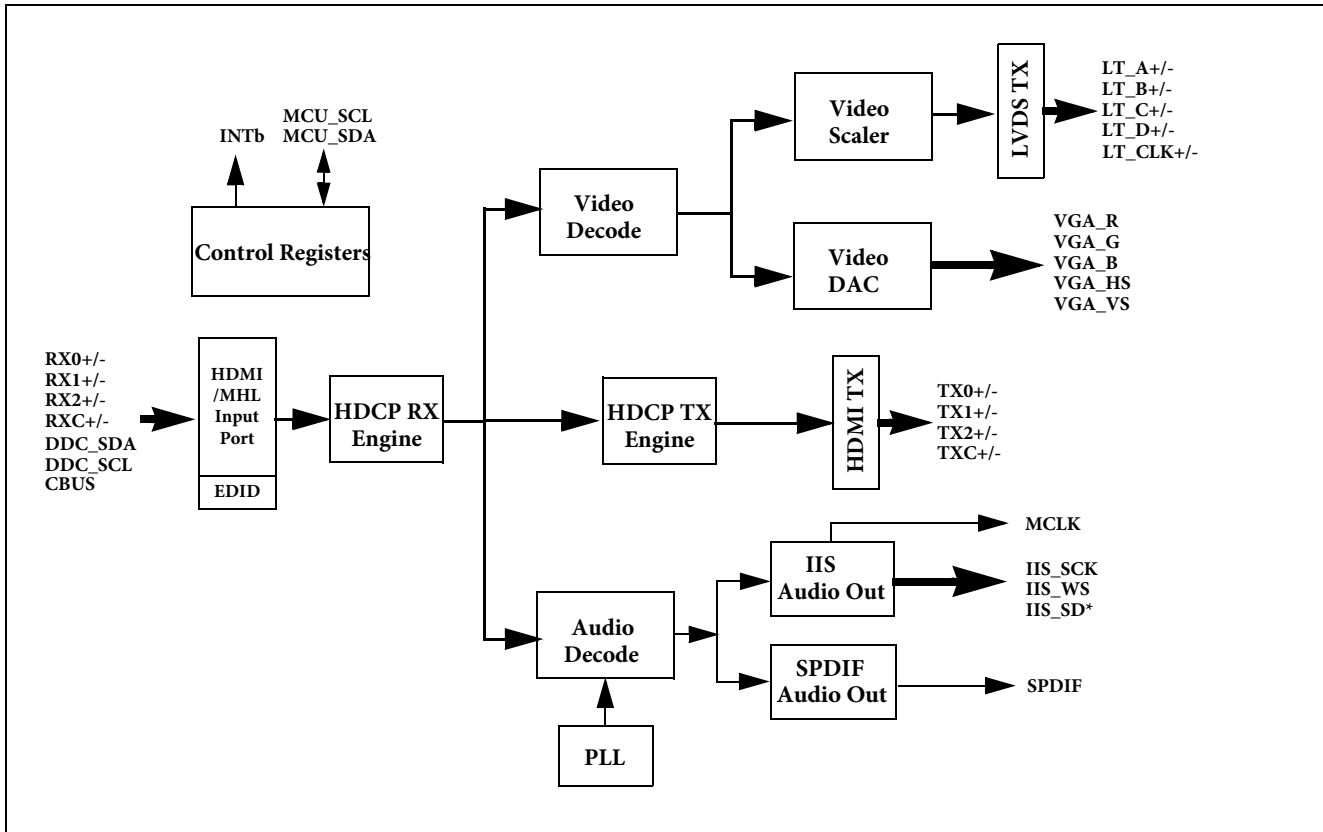 INTb
MCU_SCL
MCU_SDA
Control Registers
RX0+/-
RX1+/-
RX2+/-
RXC+/-
DDC_SDA
DDC_SCL
CBUS
HDMI
/MHL
Input
Port
EDID
HDCP RX
Engine
Video
Decode
Video
Scaler
LVDS TX
LT_A+/-
LT_B+/-
LT_C+/-
LT_D+/-
LT_CLK+/-
Video
DAC
VGA_R
VGA_G
VGA_B
VGA_HS
VGA_VS
HDCP TX
Engine
HDMI TX
TX0+/-
TX1+/-
TX2+/-
TXC+/-
Audio
Decode
PLL
IIS
Audio Out
MCLK
IIS_SCK
IIS_WS
IIS_SD*
SPDIF
Audio Out
SPDIF